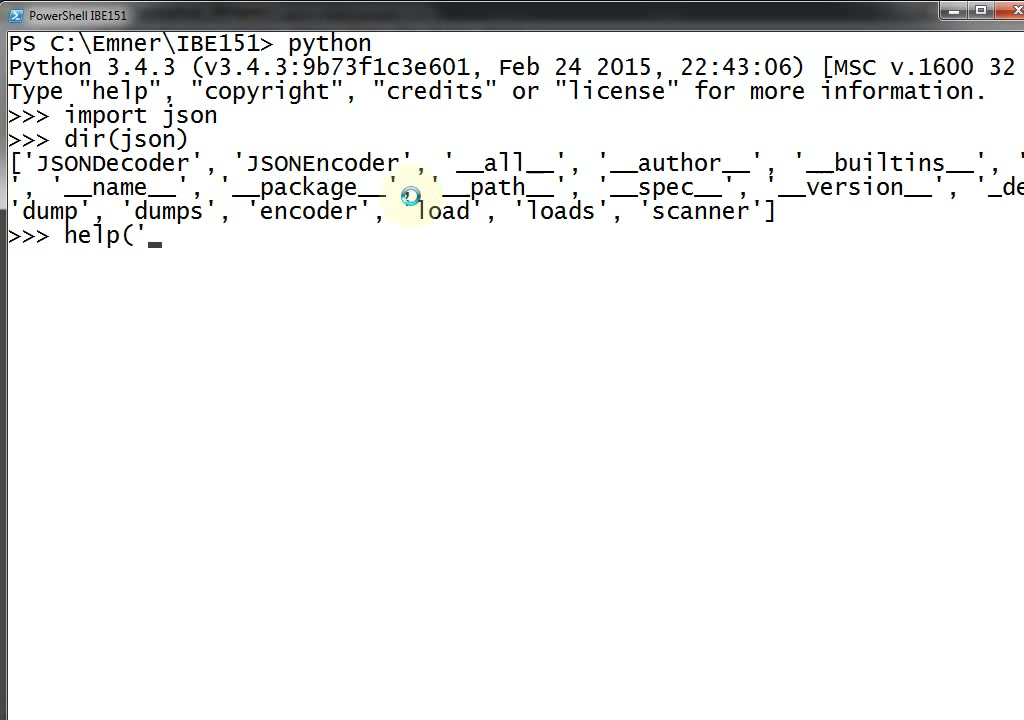 PowerShell IBE151
PS C:\Emner\IBE151> python
Python 3.4.3 (v3.4.3:9b73f1c3e601, Feb 24 2015, 22:43:06) [MSC v.1600 32
Type "help", "copyright", "credits" or "license" for more information.
>>> import json
>>> dir(json)
['JSONDecoder', 'JSONEncoder', '__all__', '__author__', '__builtins__', '
', '__name__', '__package__', '__path__', '__spec__', '__version__', '_de
'dump', 'dumps', 'encoder', 'load', 'loads', 'scanner']
>>> help('